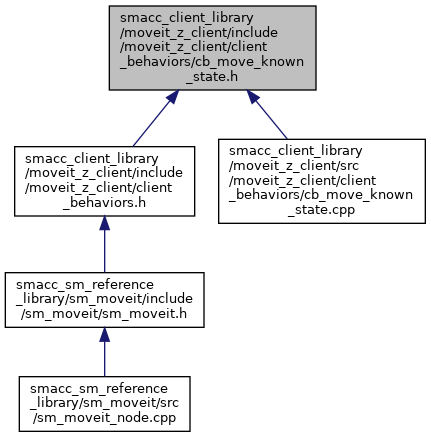 smacc_client_library
/moveit_z_client/include
/moveit_z_client/client
_behaviors/cb_move_known
_state.h
smacc_client_library
/moveit_z_client/include
/moveit_z_client/client
_behaviors.h
smacc_client_library
/moveit_z_client/src
/moveit_z_client/client
_behaviors/cb_move_known
_state.cpp
smacc_sm_reference
_library/sm_moveit/include
/sm_moveit/sm_moveit.h
smacc_sm_reference
_library/sm_moveit/src
/sm_moveit_node.cpp